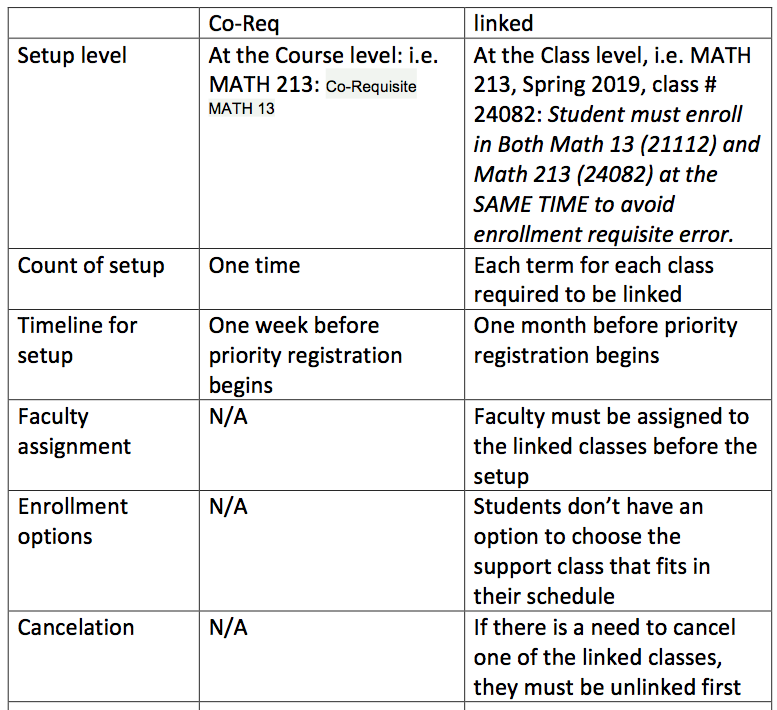 Co-Req
linked
Setup level
At the Course level: i.e.
MATH 213: Co-Requisite
MATH 13
At the Class level, i.e. MATH
213, Spring 2019, class #
24082: Student must enroll
in Both Math 13 (21112) and
Math 213 (24082) at the
SAME TIME to avoid
enrollment requisite error.
Count of setup
One time
Each term for each class
required to be linked
Timeline for
setup
One week before
priority registration
begins
One month before priority
registration begins
Faculty
assignment
N/A
Faculty must be assigned to
the linked classes before the
setup
Enrollment
options
N/A
Students don’t have an
option to choose the
support class that fits in
their schedule
Cancelation
N/A
If there is a need to cancel
one of the linked classes,
they must be unlinked first